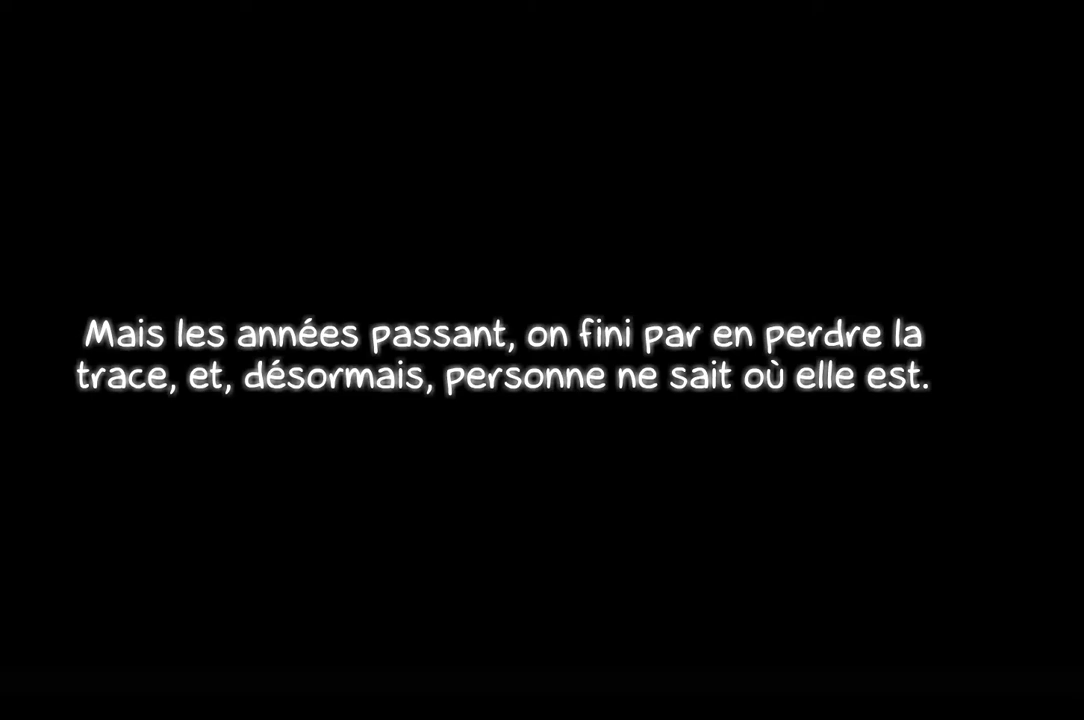 Mais les années passant, on fini par en perdre la
trace, et, désormais, personne ne sait où elle est.